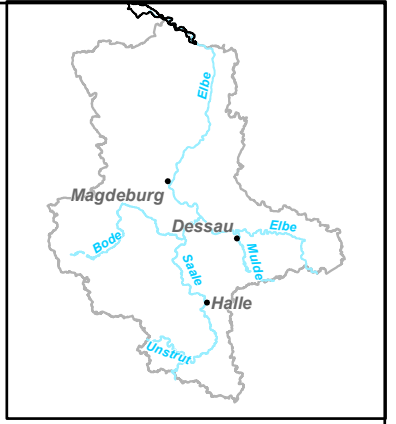 Elbe
Magdeburg
Dessau
Elbe
Bode
Mulde
Saale
Halle
Unstrut